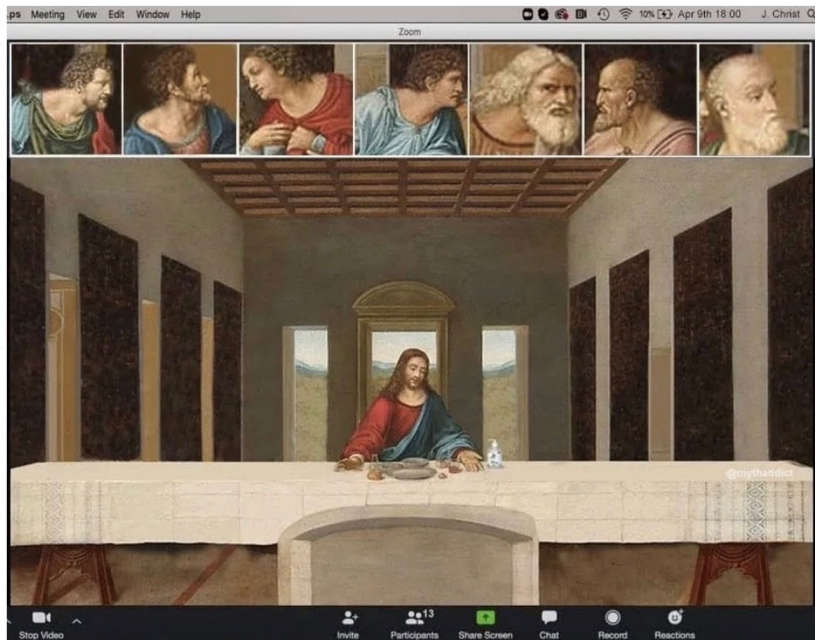 .ps Meeting View Edit Window Help 10% Apr 9th 18:00 J. Christ
Zoom
@mythaddict
13
Stop Video Invite Participants Share Screen Chat Record Reactions